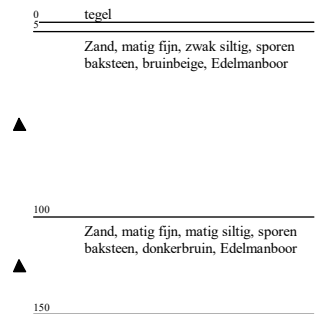 0 tegel
5
Zand, matig fijn, zwak siltig, sporen
baksteen, bruinbeige, Edelmanboor
100
Zand, matig fijn, matig siltig, sporen
baksteen, donkerbruin, Edelmanboor
150